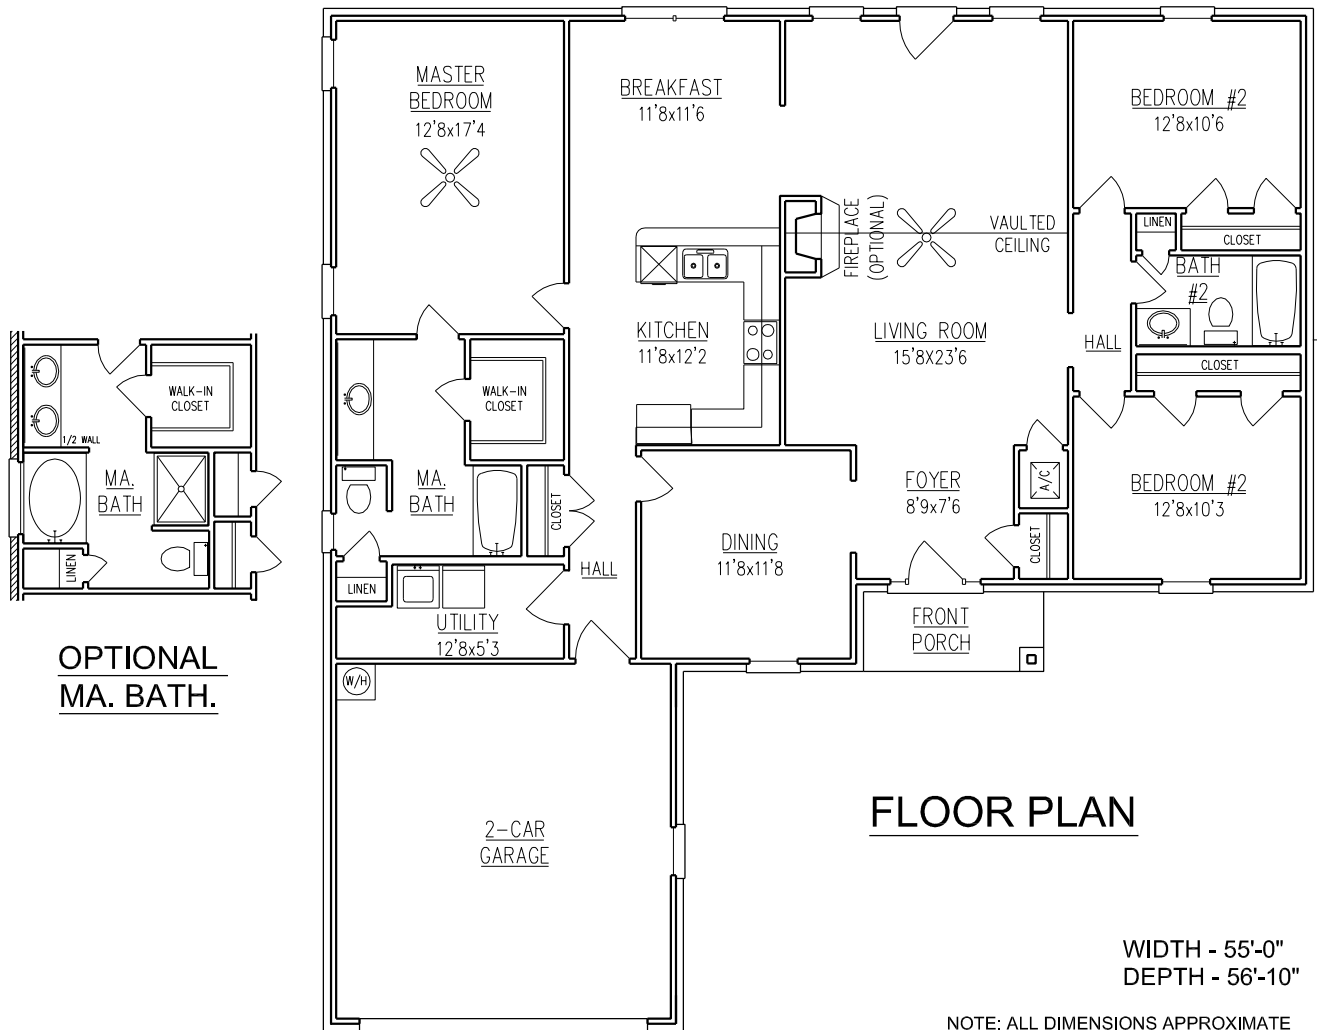 MASTER
BEDROOM
12'8x17'4
BREAKFAST
11'8x11'6
BEDROOM #2
12'8x10'6
FIREPLACE
(OPTIONAL)
VAULTED
CEILING
LINEN
CLOSET
BATH
#2
KITCHEN
11'8x12'2
LIVING ROOM
15'8X23'6
HALL
CLOSET
WALK-IN
CLOSET
WALK-IN
CLOSET
1/2 WALL
MA.
BATH
LINEN
MA.
BATH
CLOSET
LINEN
HALL
UTILITY
12'8x5'3
W/H
FOYER
8'9x7'6
A/C
CLOSET
BEDROOM #2
12'8x10'3
DINING
11'8x11'8
FRONT
PORCH
OPTIONAL
MA. BATH.
2-CAR
GARAGE
FLOOR PLAN
WIDTH - 55'-0"
DEPTH - 56'-10"
NOTE: ALL DIMENSIONS APPROXIMATE